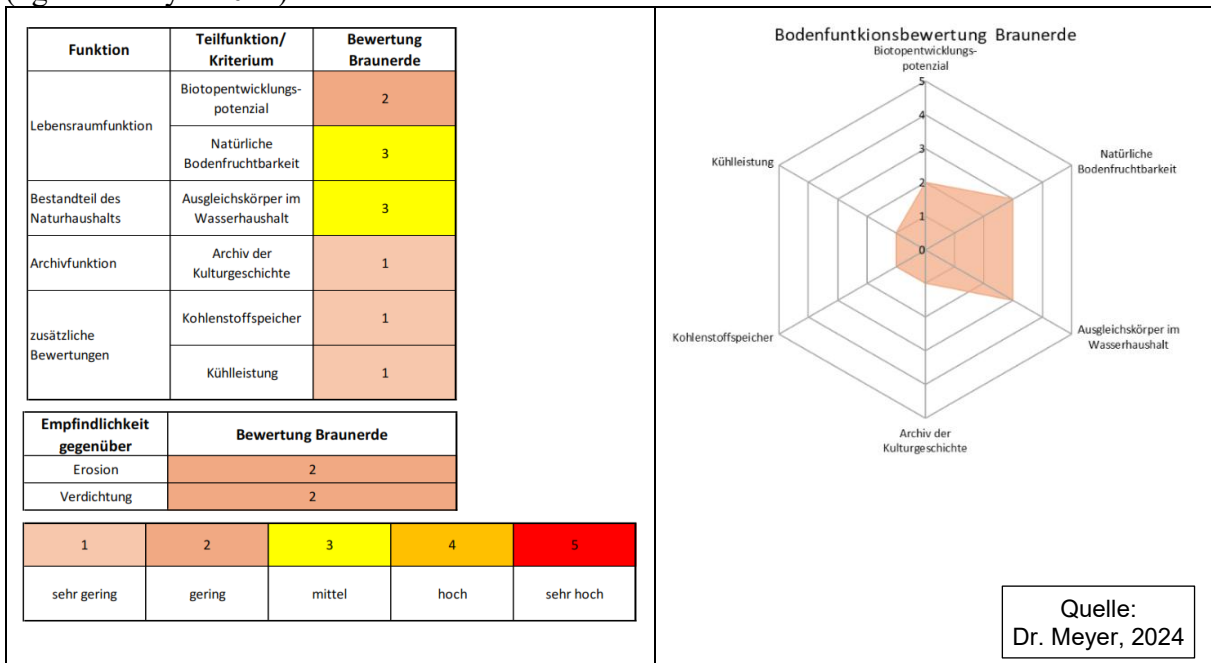 Funktion
Teilfunktion/
Kriterium
Bewertung
Braunerde
Lebensraumfunktion
Biotopentwicklungs-
potenzial
2
Natürliche
Bodenfruchtbarkeit
3
Bestandteil des
Naturhaushalts
Ausgleichskörper im
Wasserhaushalt
3
Archivfunktion
Archiv der
Kulturgeschichte
1
zusätzliche
Bewertungen
Kohlenstoffspeicher
1
Kühlleistung
1
Empfindlichkeit
gegenüber
Bewertung Braunerde
Erosion
2
Verdichtung
2
1 2 3 4 5
sehr gering gering mittel hoch sehr hoch
Bodenfuntkionsbewertung Braunerde
Biotopentwicklungs-
potenzial
5
4
3
2
1
0
Natürliche
Bodenfruchtbarkeit
Ausgleichskörper im
Wasserhaushalt
Archiv der
Kulturgeschichte
Kohlenstoffspeicher
Kühlleistung
Quelle:
Dr. Meyer, 2024